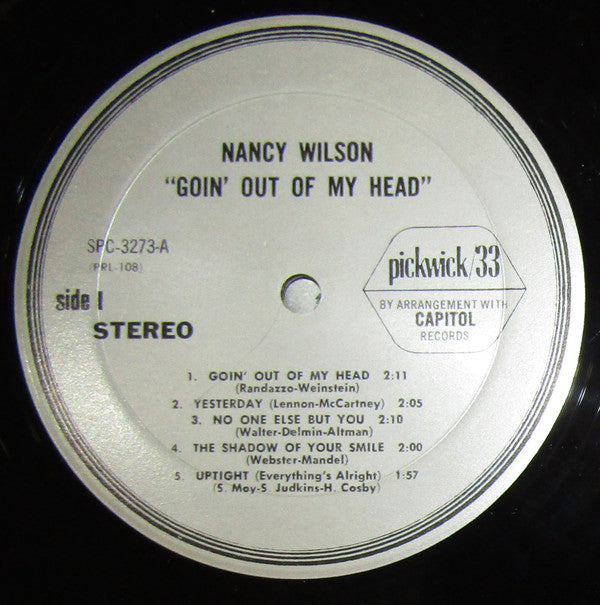 NANCY WILSON
"GOIN' OUT OF MY HEAD"
SPC-3273-A
(PRL-108)
side 1
STEREO
pickwick/33
BY ARRANGEMENT WITH
CAPITOL
RECORDS
1. GOIN' OUT OF MY HEAD 2:11
(Randazzo-Weinstein)
2. YESTERDAY (Lennon-McCartney) 2:05
3. NO ONE ELSE BUT YOU 2:10
(Walter-Delmin-Altman)
4. THE SHADOW OF YOUR SMILE 2:00
(Webster-Mandel)
5. UPTIGHT (Everything's Alright) 1:57
(S. Moy-S. Judkins-H. Cosby)